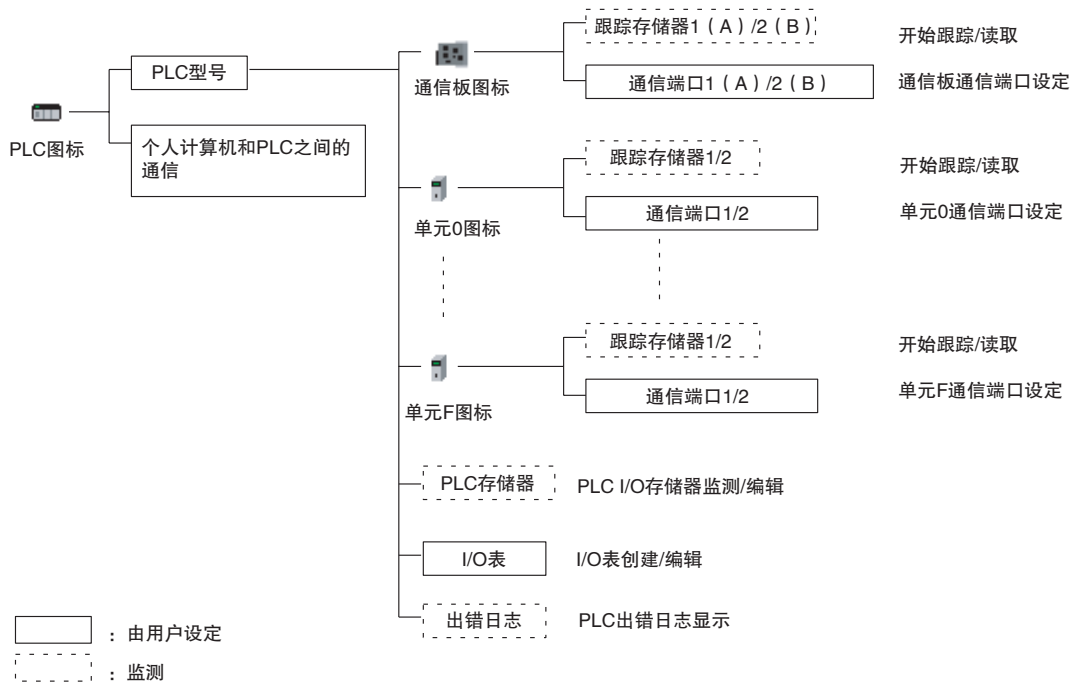 跟踪存储器1（A）/2（B）
开始跟踪/读取
PLC型号
通信板图标
通信端口1（A）/2（B）
通信板通信端口设定
PLC图标
个人计算机和PLC之间的
通信
跟踪存储器1/2
开始跟踪/读取
单元0图标
通信端口1/2
单元0通信端口设定
跟踪存储器1/2
开始跟踪/读取
单元F图标
通信端口1/2
单元F通信端口设定
PLC存储器
PLC I/O存储器监测/编辑
I/O表
I/O表创建/编辑
出错日志
PLC出错日志显示
：由用户设定
：监测